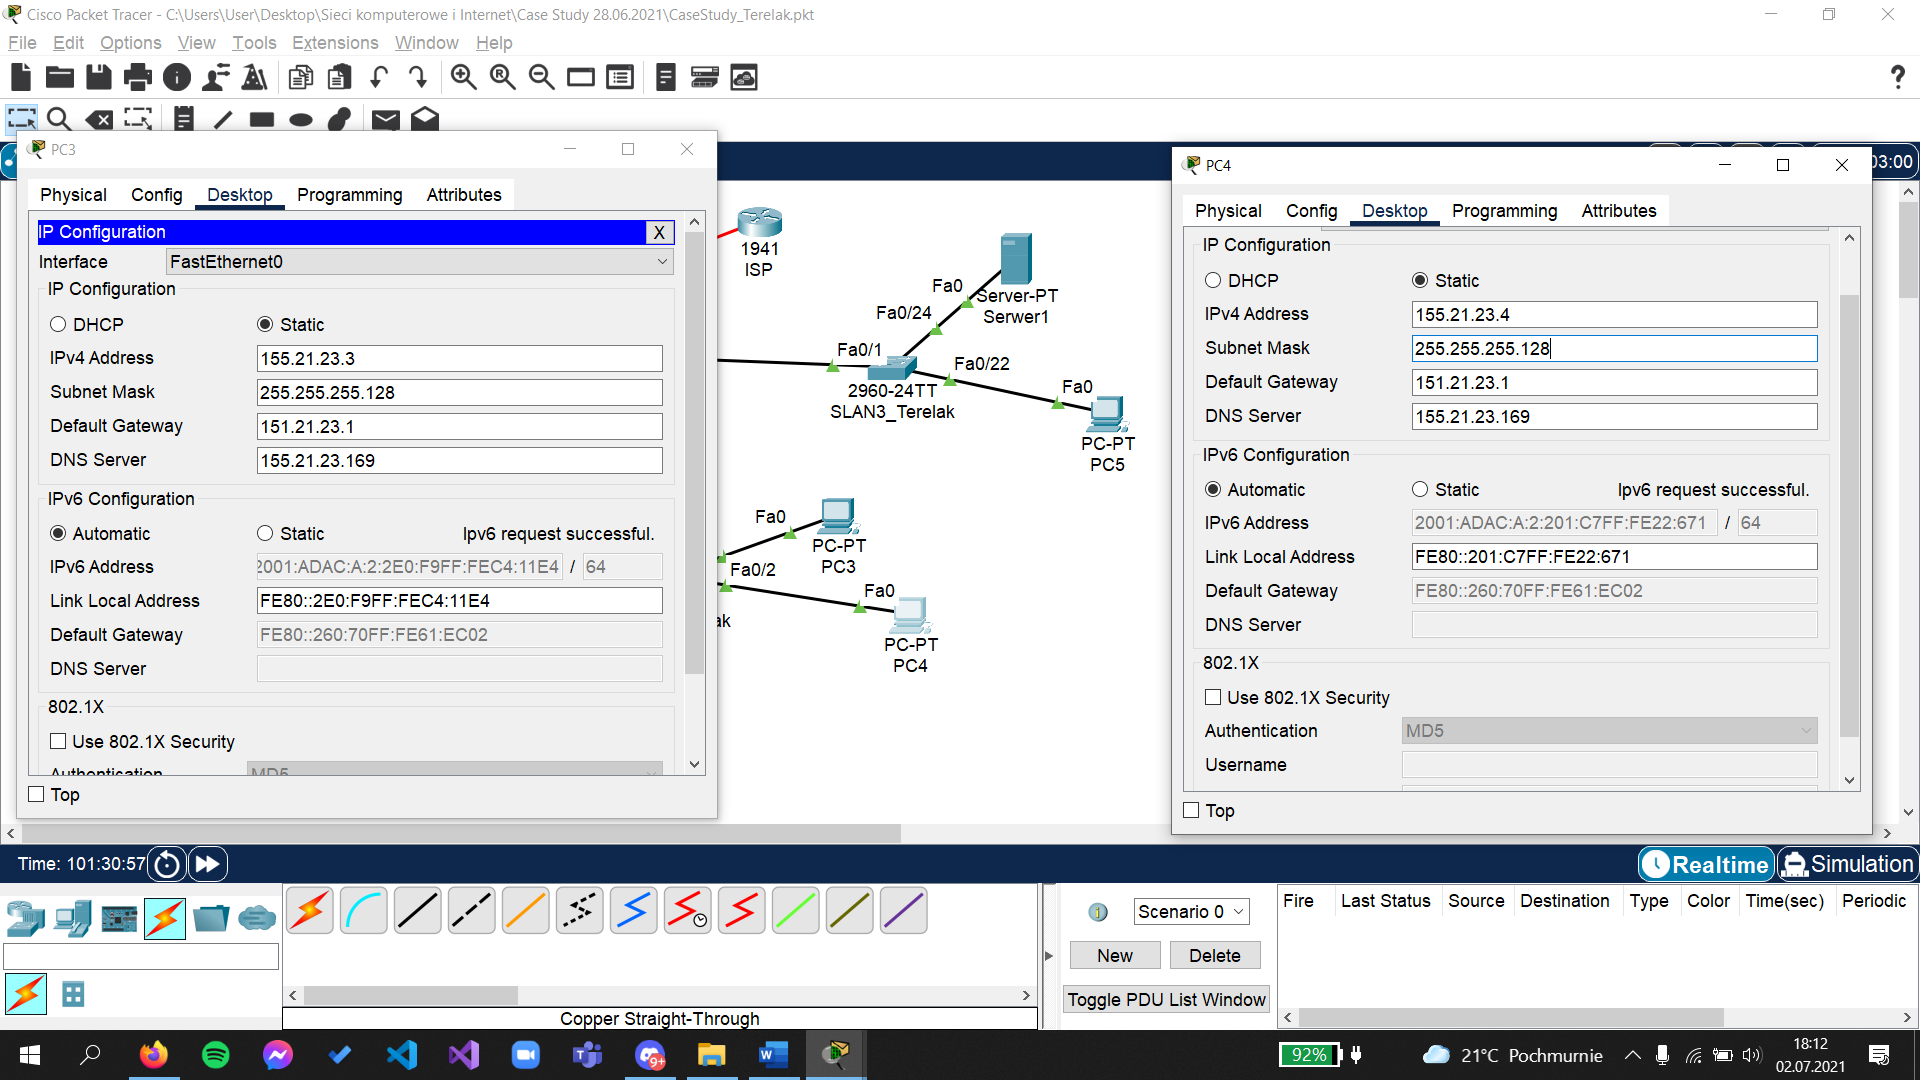 Cisco Packet Tracer - C:\Users\User\Desktop\Sieci komputerowe i Internet\Case Study 28.06.2021\CaseStudy_Terelak.pkt
File Edit Options View Tools Extensions Window Help
?
PC3
Physical Config Desktop Programming Attributes
IP Configuration X
Interface FastEthernet0
IP Configuration
DHCP Static
IPv4 Address 155.21.23.3
Subnet Mask 255.255.255.128
Default Gateway 151.21.23.1
DNS Server 155.21.23.169
IPv6 Configuration
Automatic Static Ipv6 request successful.
IPv6 Address 2001:ADAC:A:2:2E0:F9FF:FEC4:11E4 / 64
Link Local Address FE80::2E0:F9FF:FEC4:11E4
Default Gateway FE80::260:70FF:FE61:EC02
DNS Server
802.1X
Use 802.1X Security
Authentication MD5
Top
1941
ISP
Fa0
Server-PT
Serwer1
Fa0/24
Fa0/1
Fa0/22
2960-24TT
SLAN3_Terelak
Fa0
PC-PT
PC5
Fa0
PC-PT
PC3
Fa0/2
Fa0
ak
PC-PT
PC4
03:00
PC4
Physical Config Desktop Programming Attributes
IP Configuration
DHCP Static
IPv4 Address 155.21.23.4
Subnet Mask 255.255.255.128
Default Gateway 151.21.23.1
DNS Server 155.21.23.169
IPv6 Configuration
Automatic Static Ipv6 request successful.
IPv6 Address 2001:ADAC:A:2:201:C7FF:FE22:671 / 64
Link Local Address FE80::201:C7FF:FE22:671
Default Gateway FE80::260:70FF:FE61:EC02
DNS Server
802.1X
Use 802.1X Security
Authentication MD5
Username
Top
Time: 101:30:57
Realtime Simulation
Scenario 0
New Delete
Toggle PDU List Window
Fire Last Status Source Destination Type Color Time(sec) Periodic
Copper Straight-Through
9+
92%
21°C Pochmurnie
18:12
02.07.2021